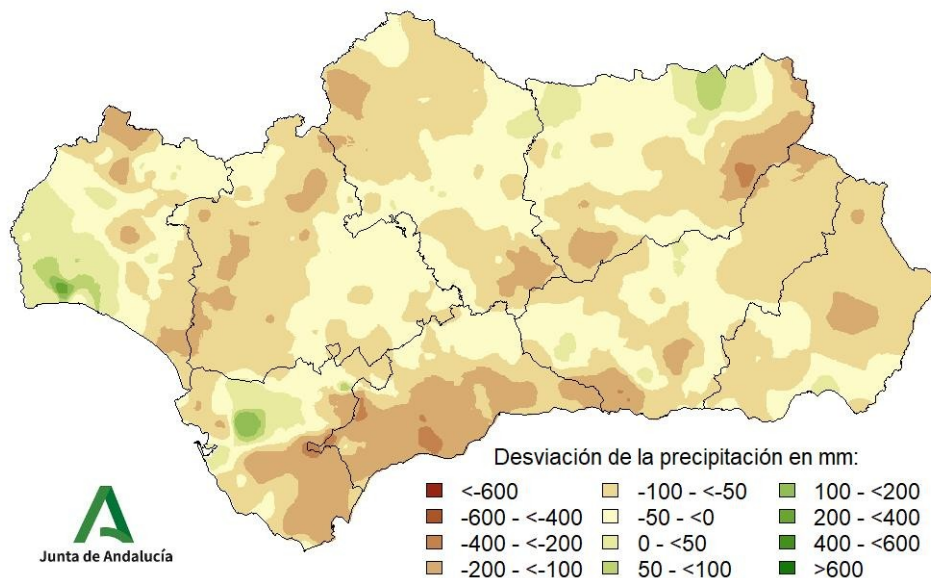 Desviación de la precipitación en mm:
<-600
-600 - <-400
-400 - <-200
-200 - <-100
-100 - <-50
-50 - <0
0 - <50
50 - <100
100 - <200
200 - <400
400 - <600
>600
Junta de Andalucía